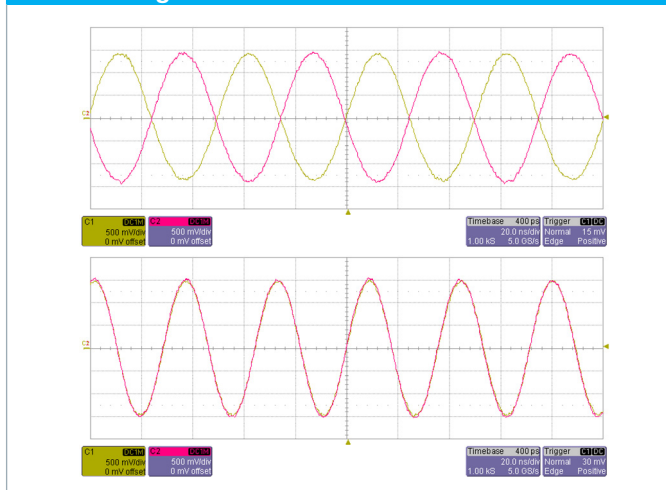 C2
C1 DC1M C2 DC1M Timebase 400 ps Trigger C1 DC
500 mV/div 500 mV/div 20.0 ns/div Normal 15 mV
0 mV offset 0 mV offset 1.00 kS 5.0 GS/s Edge Positive
C2
C1 DC1M C2 DC1M Timebase 400 ps Trigger C1 DC
500 mV/div 500 mV/div 20.0 ns/div Normal 30 mV
0 mV offset 0 mV offset 1.00 kS 5.0 GS/s Edge Positive